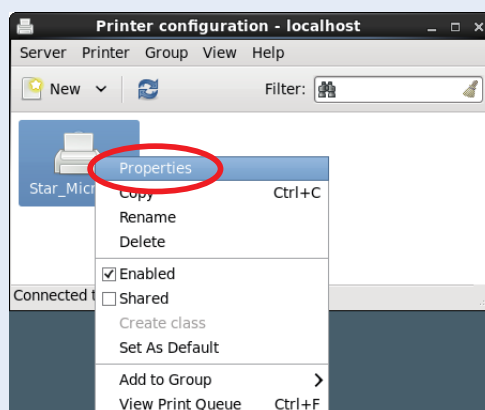 Printer configuration - localhost
Server Printer Group View Help
New Filter:
Properties
Star_Micr
Copy Ctrl+C
Rename
Delete
Enabled
Connected t
Shared
Create class
Set As Default
Add to Group
View Print Queue Ctrl+F